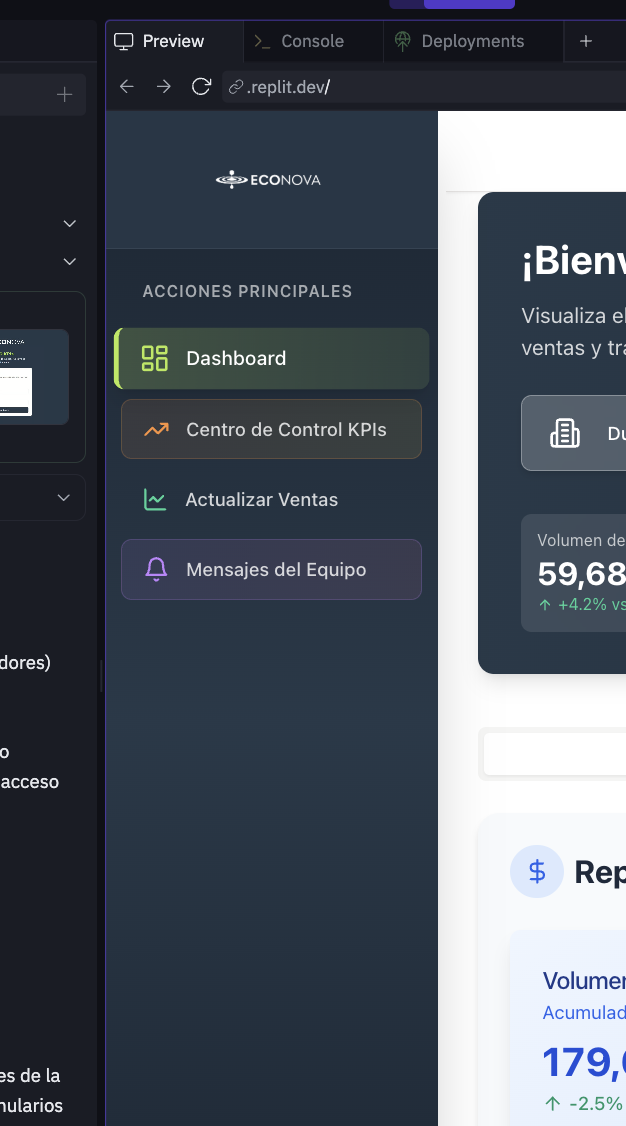 Preview
Console
Deployments
.replit.dev/
ECONOVA
ACCIONES PRINCIPALES
Dashboard
Centro de Control KPIs
Actualizar Ventas
Mensajes del Equipo
dores)
o
acceso
es de la
nularios
¡Bienv
Visualiza el
ventas y tra
Du
Volumen de
59,68
+4.2% vs
Rep
Volumen
Acumulad
179,
-2.5%